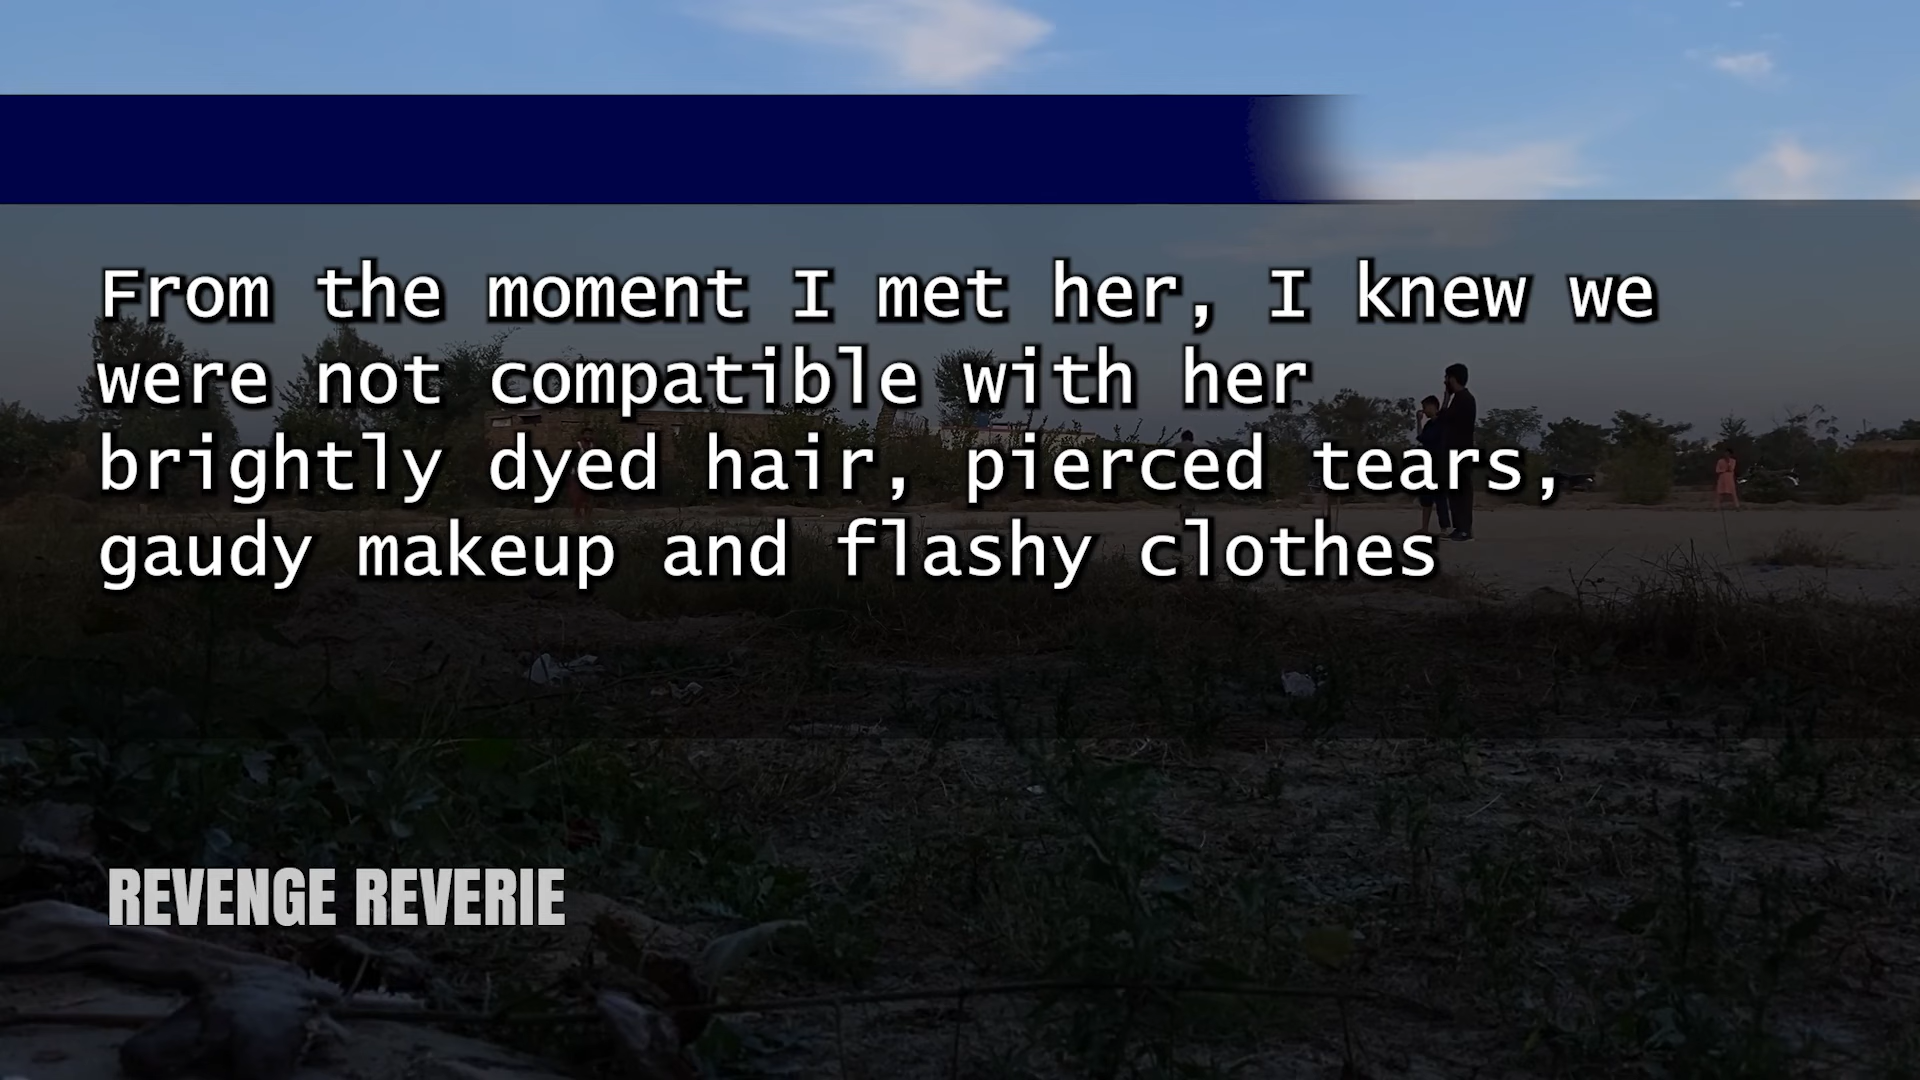 From the moment I met her, I knew we
were not compatible with her
brightly dyed hair, pierced tears,
gaudy makeup and flashy clothes
REVENGE REVERIE